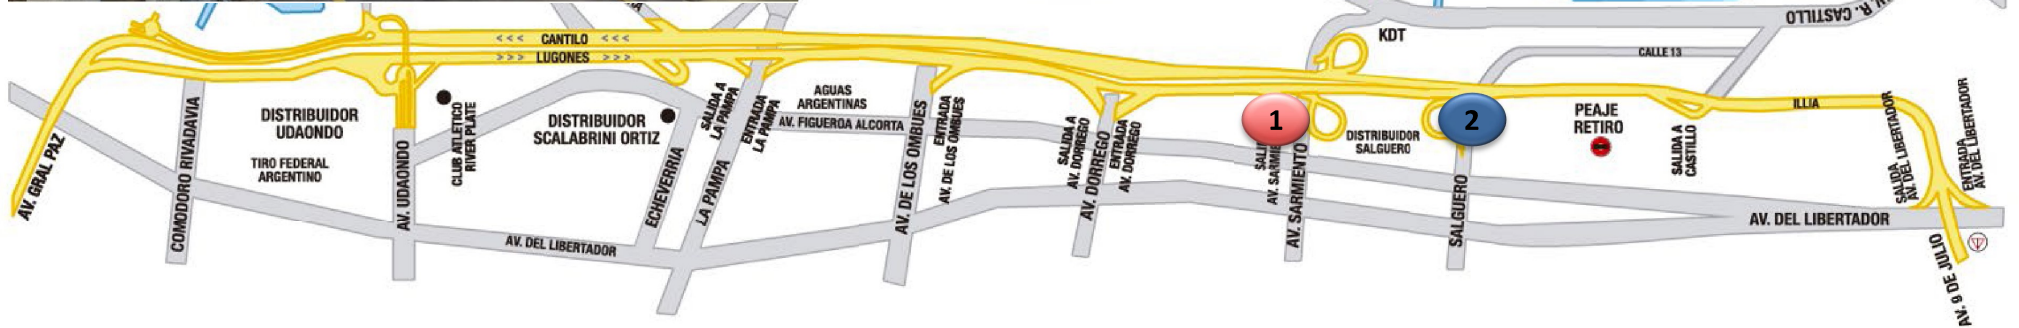 AV. R. CASTILLO
KDT
CALLE 13
<<< CANTILO <<<
>>> LUGONES >>>
AV. GRAL PAZ
COMODORO RIVADAVIA
DISTRIBUIDOR
UDAONDO
TIRO FEDERAL
ARGENTINO
AV. UDAONDO
CLUB ATLETICO
RIVER PLATE
DISTRIBUIDOR
SCALABRINI ORTIZ
ECHEVERRIA
SALIDA A
LA PAMPA
LA PAMPA
ENTRADA
LA PAMPA
AGUAS
ARGENTINAS
AV. FIGUEROA ALCORTA
AV. DE LOS OMBUES
ENTRADA
AV. DE LOS OMBUES
SALIDA A
AV. DORREGO
AV. DORREGO
ENTRADA
AV. DORREGO
1
SALI
AV. SARMIE
AV. SARMIENTO
DISTRIBUIDOR
SALGUERO
2
SALGUERO
PEAJE
RETIRO
SALIDA A
CASTILLO
ILLIA
SALIDA
AV. DEL LIBERTADOR
ENTRADA
AV. DEL LIBERTADOR
AV. DEL LIBERTADOR
AV. DEL LIBERTADOR
AV. 9 DE JULIO